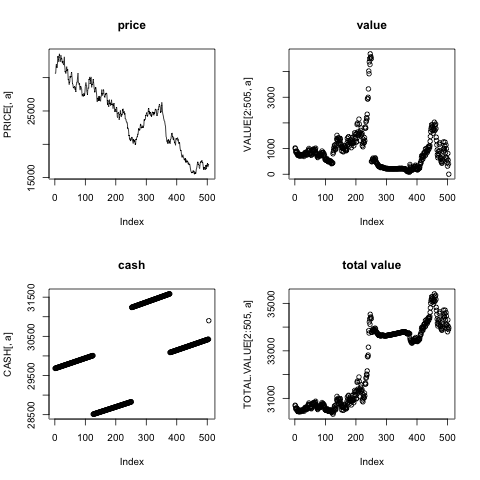 price
PRICE[, a]
15000 25000
0 100 200 300 400 500
Index
value
VALUE[2:505, a]
0 1000 3000
0 100 200 300 400 500
Index
cash
CASH[, a]
28500 29500 30500 31500
0 100 200 300 400 500
Index
total value
TOTAL.VALUE[2:505, a]
31000 33000 35000
0 100 200 300 400 500
Index